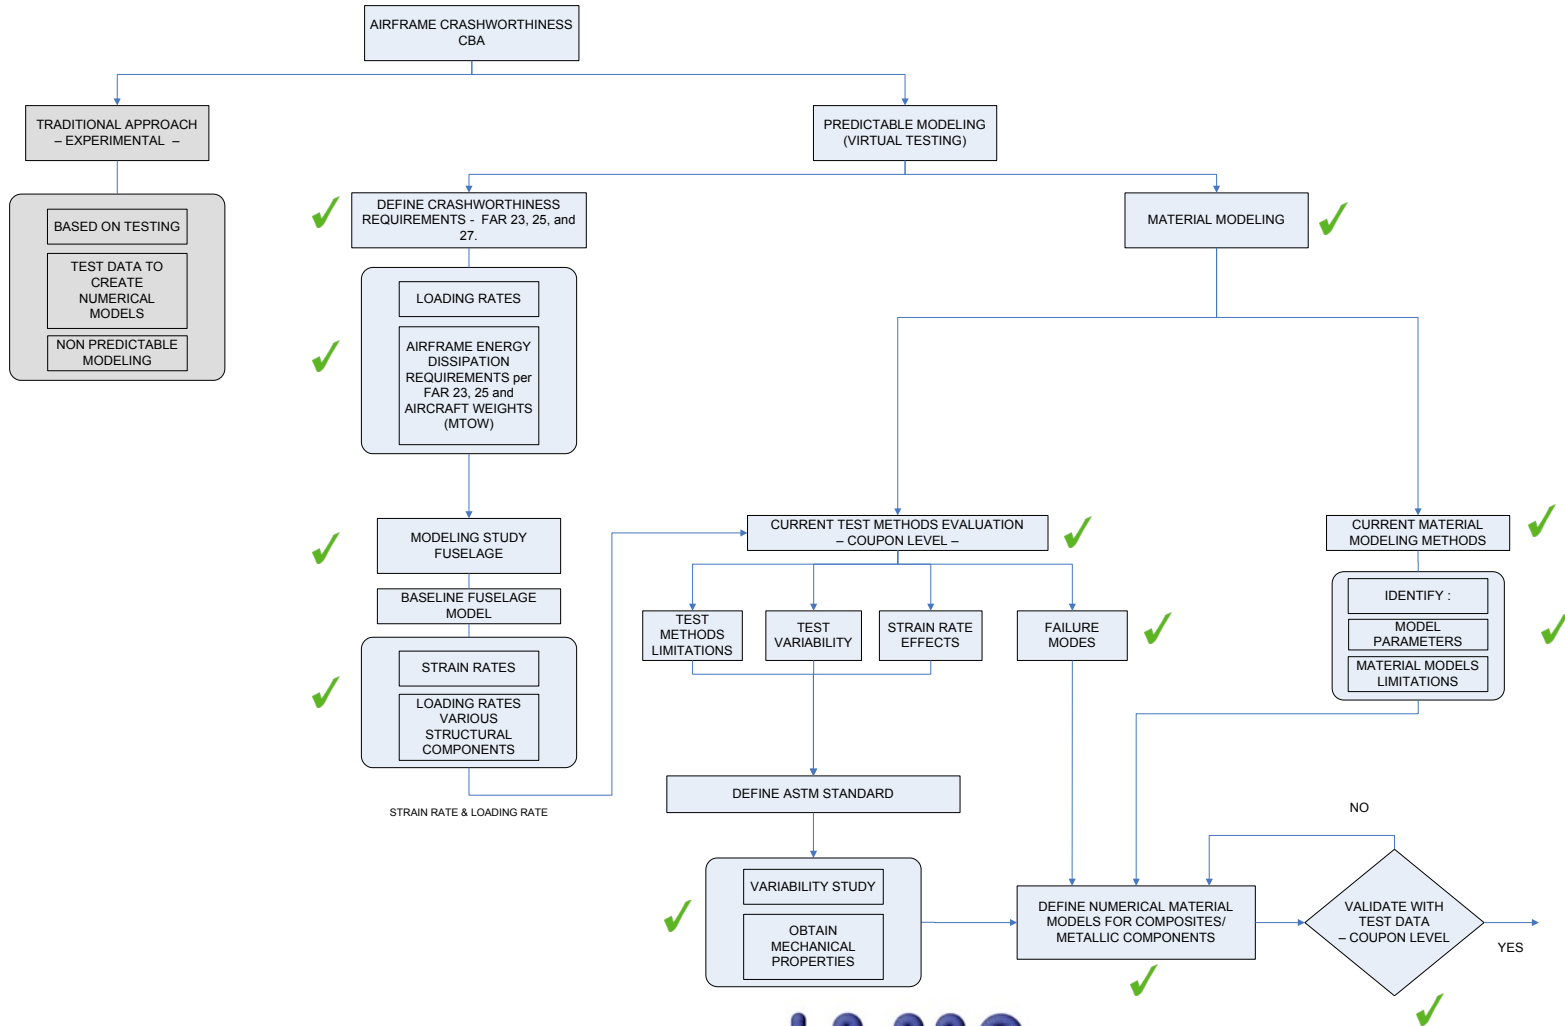 AIRFRAME CRASHWORTHINESS
CBA
TRADITIONAL APPROACH
– EXPERIMENTAL –
BASED ON TESTING
TEST DATA TO
CREATE
NUMERICAL
MODELS
NON PREDICTABLE
MODELING
PREDICTABLE MODELING
(VIRTUAL TESTING)
DEFINE CRASHWORTHINESS
REQUIREMENTS - FAR 23, 25, and
27.
LOADING RATES
AIRFRAME ENERGY
DISSIPATION
REQUIREMENTS per
FAR 23, 25 and
AIRCRAFT WEIGHTS
(MTOW)
MODELING STUDY
FUSELAGE
BASELINE FUSELAGE
MODEL
STRAIN RATES
LOADING RATES
VARIOUS
STRUCTURAL
COMPONENTS
STRAIN RATE & LOADING RATE
MATERIAL MODELING
CURRENT TEST METHODS EVALUATION
– COUPON LEVEL –
TEST
METHODS
LIMITATIONS
TEST
VARIABILITY
STRAIN RATE
EFFECTS
FAILURE
MODES
DEFINE ASTM STANDARD
VARIABILITY STUDY
OBTAIN
MECHANICAL
PROPERTIES
CURRENT MATERIAL
MODELING METHODS
IDENTIFY :
MODEL
PARAMETERS
MATERIAL MODELS
LIMITATIONS
DEFINE NUMERICAL MATERIAL
MODELS FOR COMPOSITES/
METALLIC COMPONENTS
NO
VALIDATE WITH
TEST DATA
– COUPON LEVEL
YES